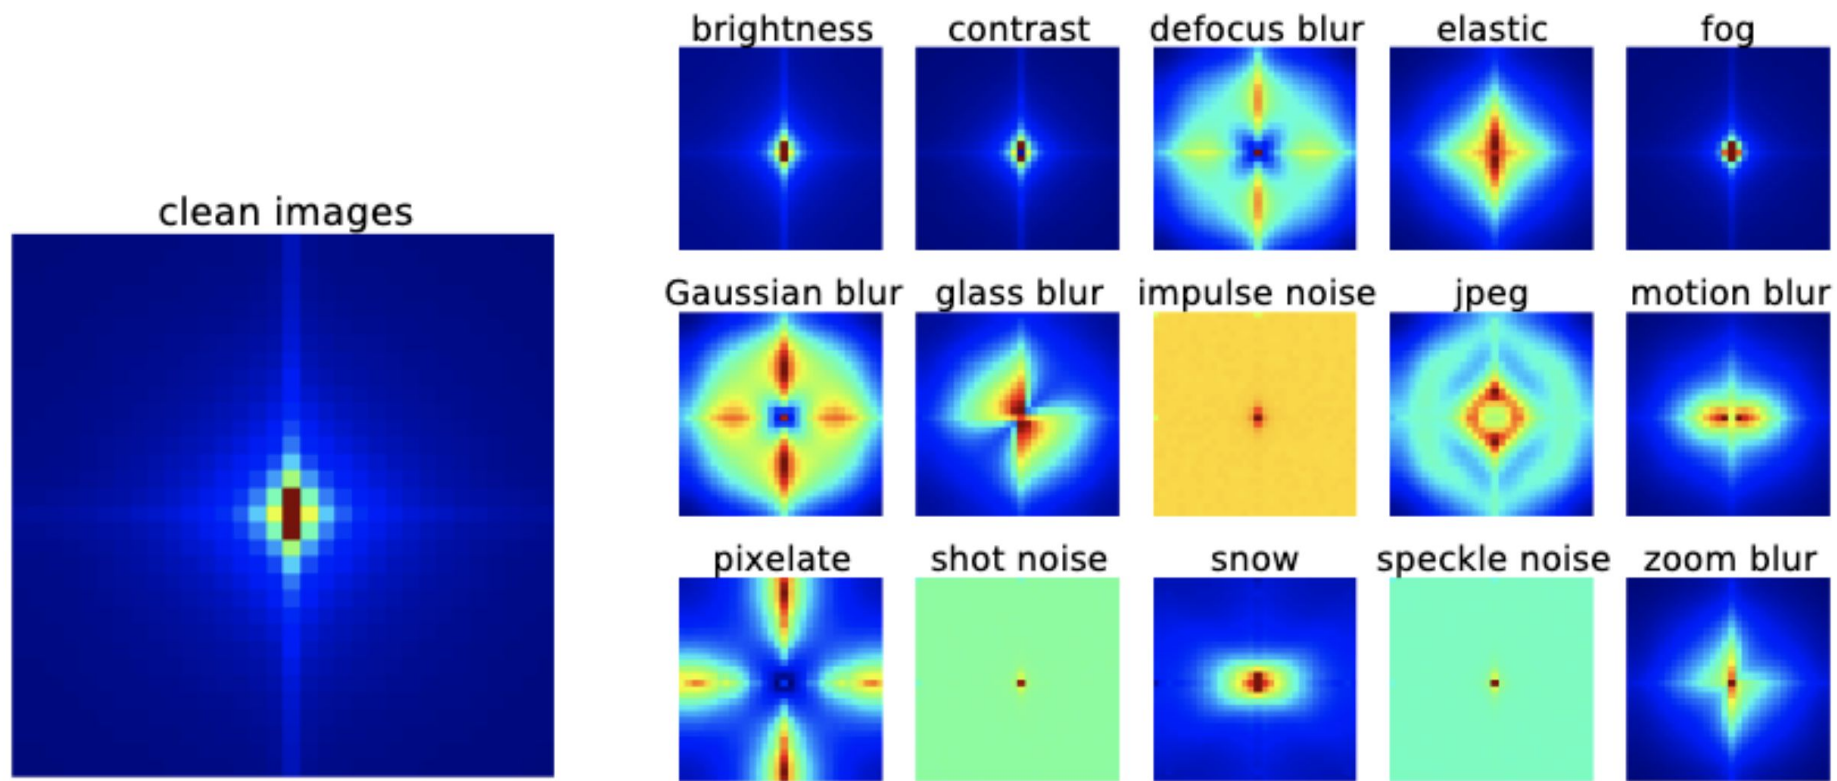 clean images
brightness
contrast
defocus blur
elastic
fog
Gaussian blur
glass blur
impulse noise
jpeg
motion blur
pixelate
shot noise
snow
speckle noise
zoom blur